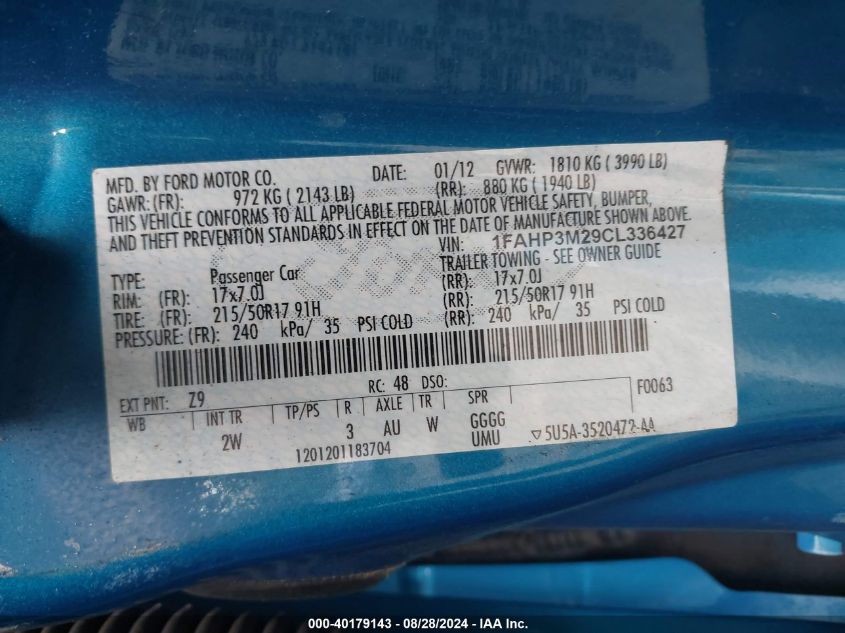 MFD. BY FORD MOTOR CO. DATE: 01/12 GVWR: 1810 KG ( 3990 LB)
GAWR: (FR): 972 KG ( 2143 LB) (RR): 880 KG ( 1940 LB)
THIS VEHICLE CONFORMS TO ALL APPLICABLE FEDERAL MOTOR VEHICLE SAFETY, BUMPER,
AND THEFT PREVENTION STANDARDS IN EFFECT ON THE DATE OF MANUFACTURE SHOWN ABOVE.
VIN: 1FAHP3M29CL336427
TYPE: Passenger Car TRAILER TOWING - SEE OWNER GUIDE
RIM: (FR): 17x7.0J (RR): 17x7.0J
TIRE: (FR): 215/50R17 91H (RR): 215/50R17 91H
PRESSURE: (FR): 240 kPa/ 35 PSI COLD (RR): 240 kPa/ 35 PSI COLD
EXT PNT: Z9 RC: 48 DSO: F0063
WB INT TR TP/PS R AXLE TR SPR
2W 3 AU W GGGG
UMU ▽5U5A-3520472-AA
1201201183704
000-40179143 - 08/28/2024 - IAA Inc.